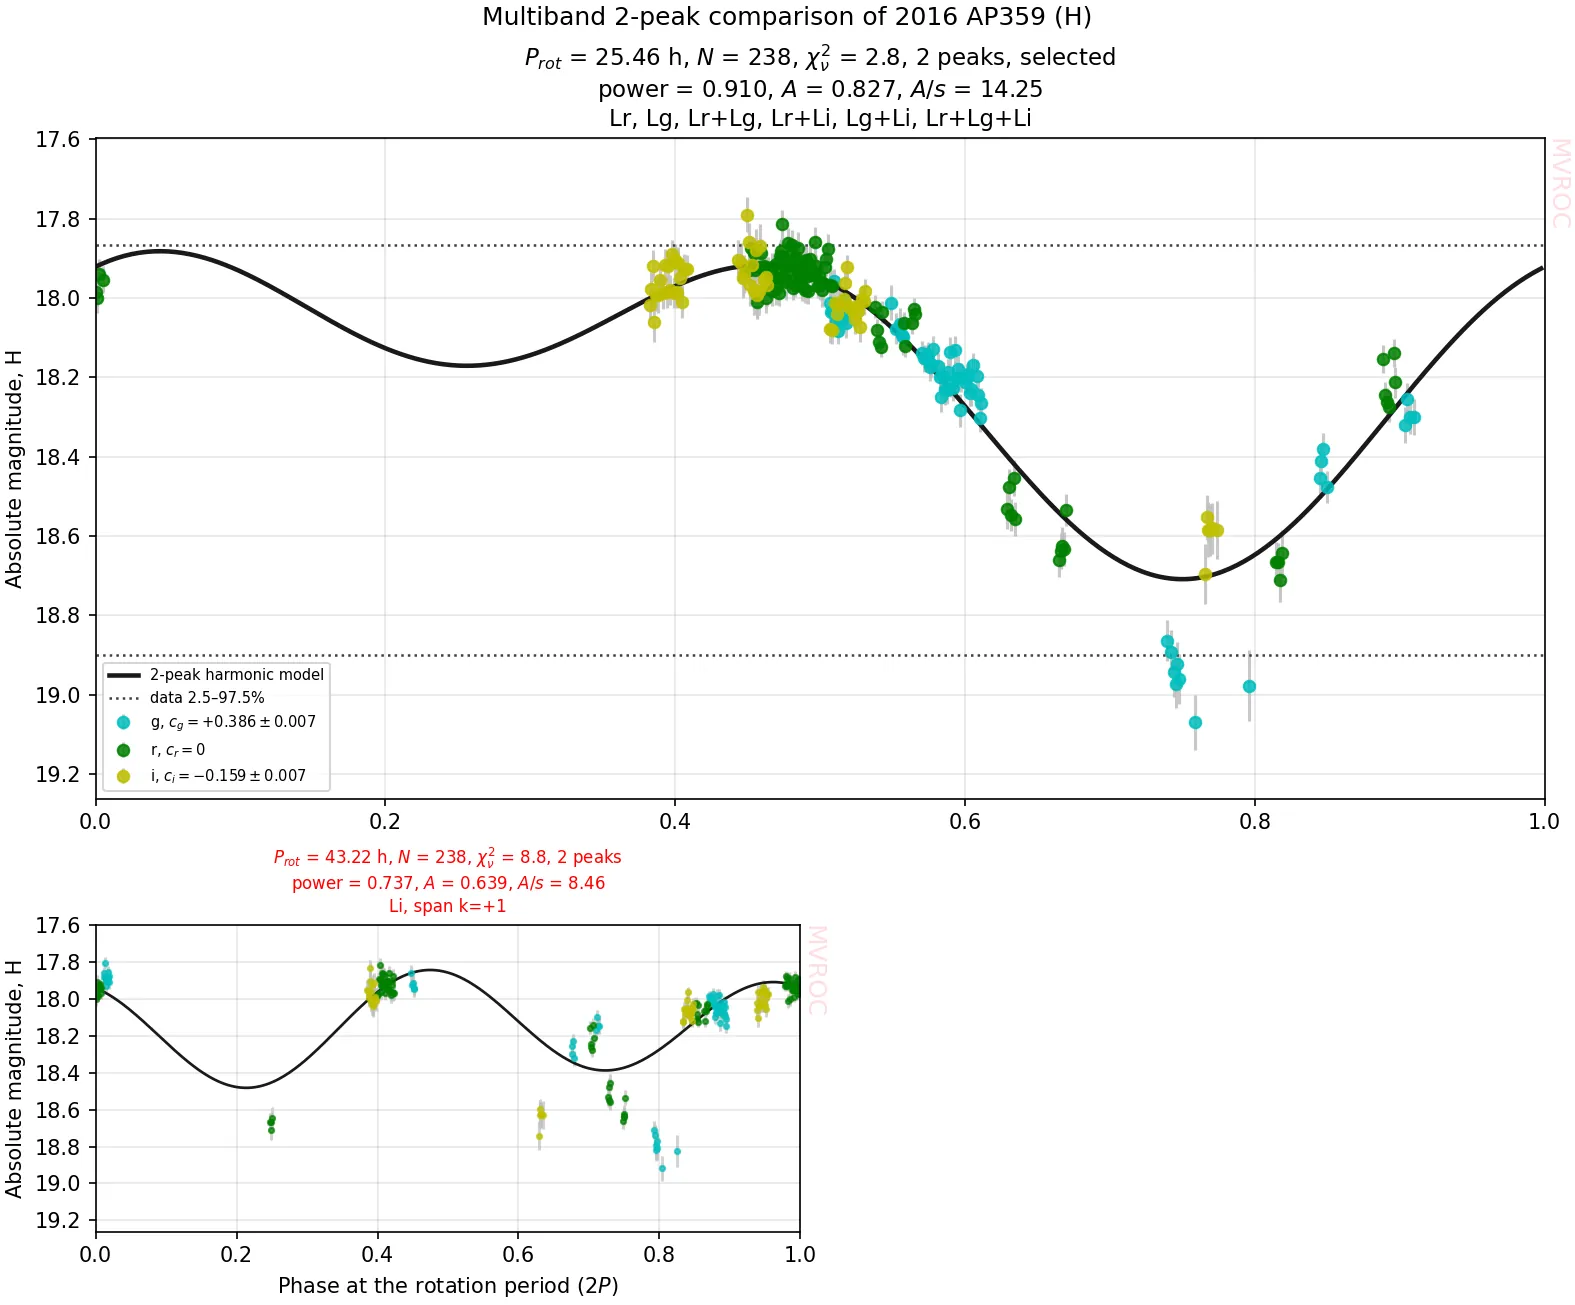 Multiband 2-peak comparison of 2016 AP359 (H)
P_rot = 25.46 h, N = 238, χ²_ν = 2.8, 2 peaks, selected
power = 0.910, A = 0.827, A/s = 14.25
Lr, Lg, Lr+Lg, Lr+Li, Lg+Li, Lr+Lg+Li
17.6
17.8
18.0
18.2
18.4
18.6
18.8
19.0
19.2
Absolute magnitude, H
MVROC
2-peak harmonic model
data 2.5–97.5%
g, c_g = +0.386 ± 0.007
r, c_r = 0
i, c_i = −0.159 ± 0.007
0.0 0.2 0.4 0.6 0.8 1.0
P_rot = 43.22 h, N = 238, χ²_ν = 8.8, 2 peaks
power = 0.737, A = 0.639, A/s = 8.46
Li, span k=+1
17.6
17.8
18.0
18.2
18.4
18.6
18.8
19.0
19.2
Absolute magnitude, H
MVROC
0.0 0.2 0.4 0.6 0.8 1.0
Phase at the rotation period (2P)